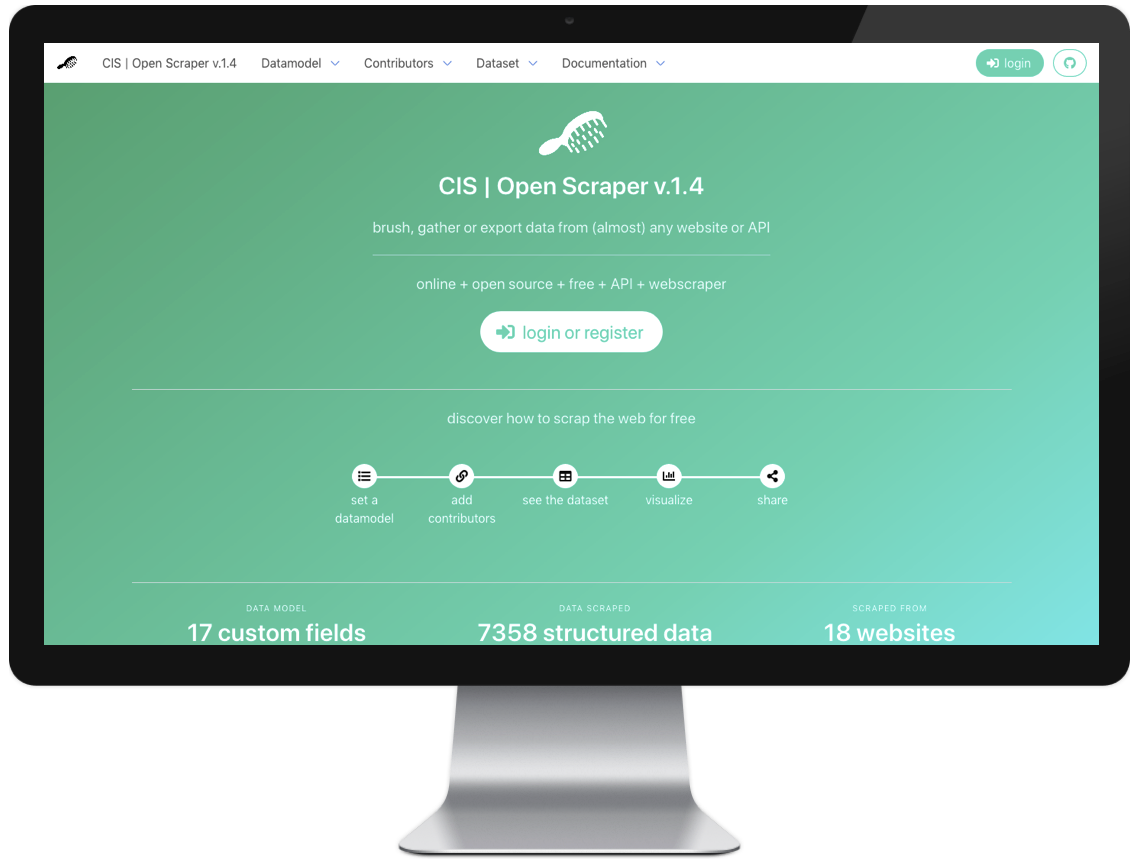 CIS | Open Scraper v.1.4 Datamodel Contributors Dataset Documentation login
CIS | Open Scraper v.1.4
brush, gather or export data from (almost) any website or API
online + open source + free + API + webscraper
login or register
discover how to scrap the web for free
set a
datamodel
add
contributors
see the dataset
visualize
share
DATA MODEL
17 custom fields
DATA SCRAPED
7358 structured data
SCRAPED FROM
18 websites